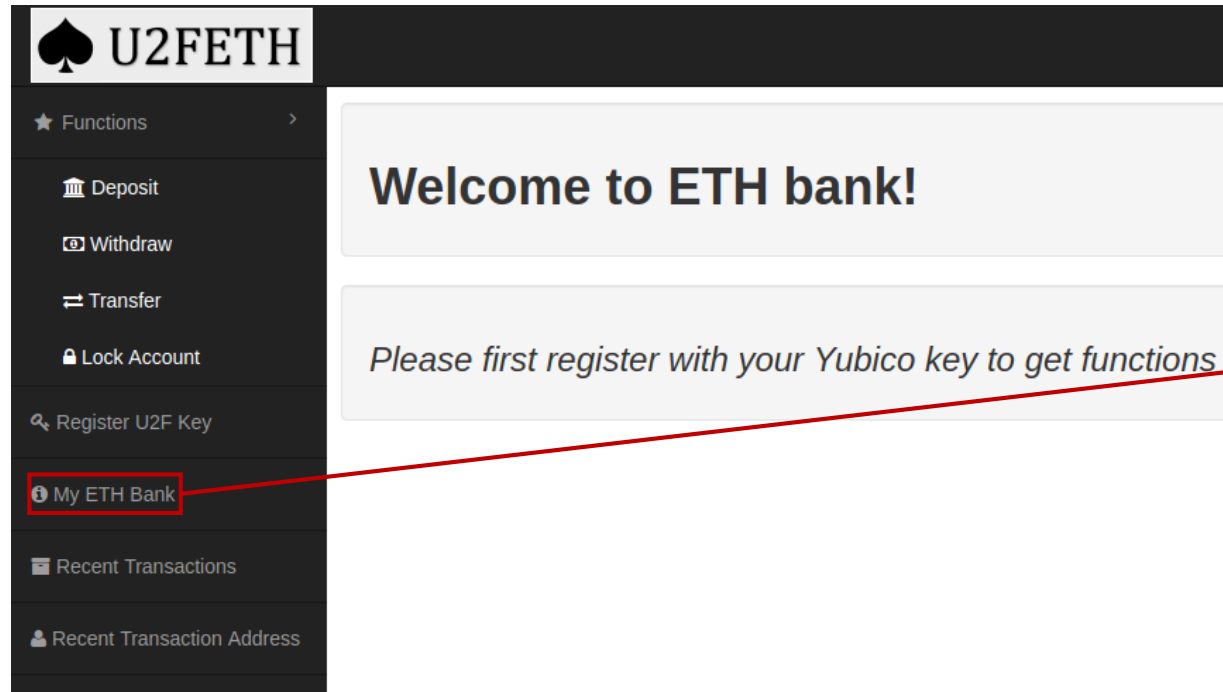 U2FETH
Functions
Deposit
Withdraw
Transfer
Lock Account
Register U2F Key
My ETH Bank
Recent Transactions
Recent Transaction Address
Welcome to ETH bank!
Please first register with your Yubico key to get functions